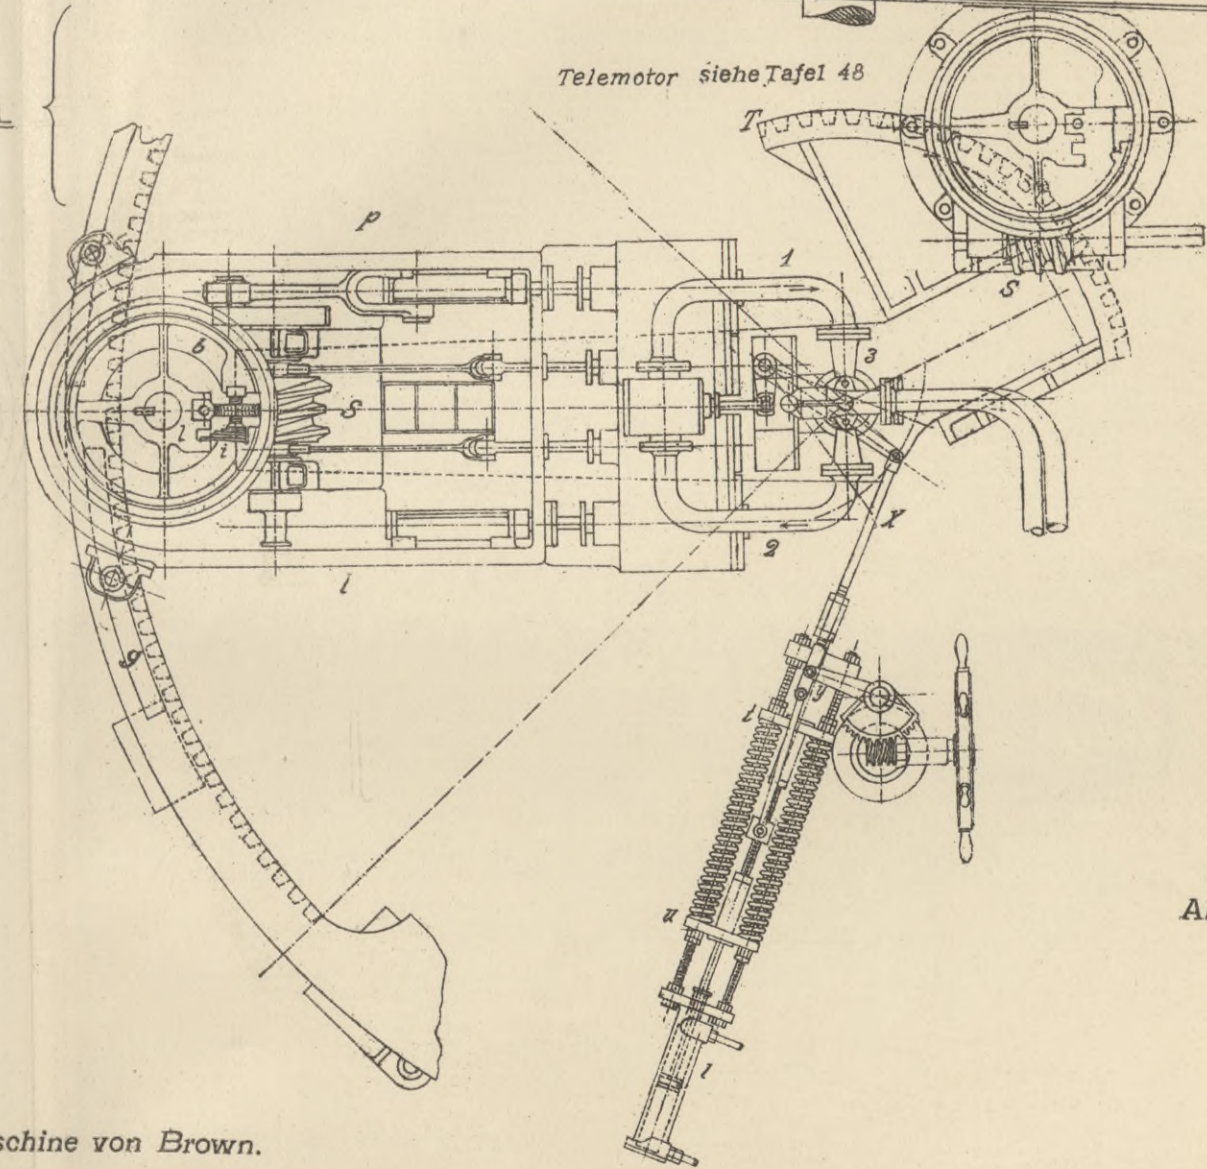 Telemotor siehe Tafel 48
T
p
1
S
b
3
S
l
i
X
2
l
g
y
t
u
l
schine von Brown.